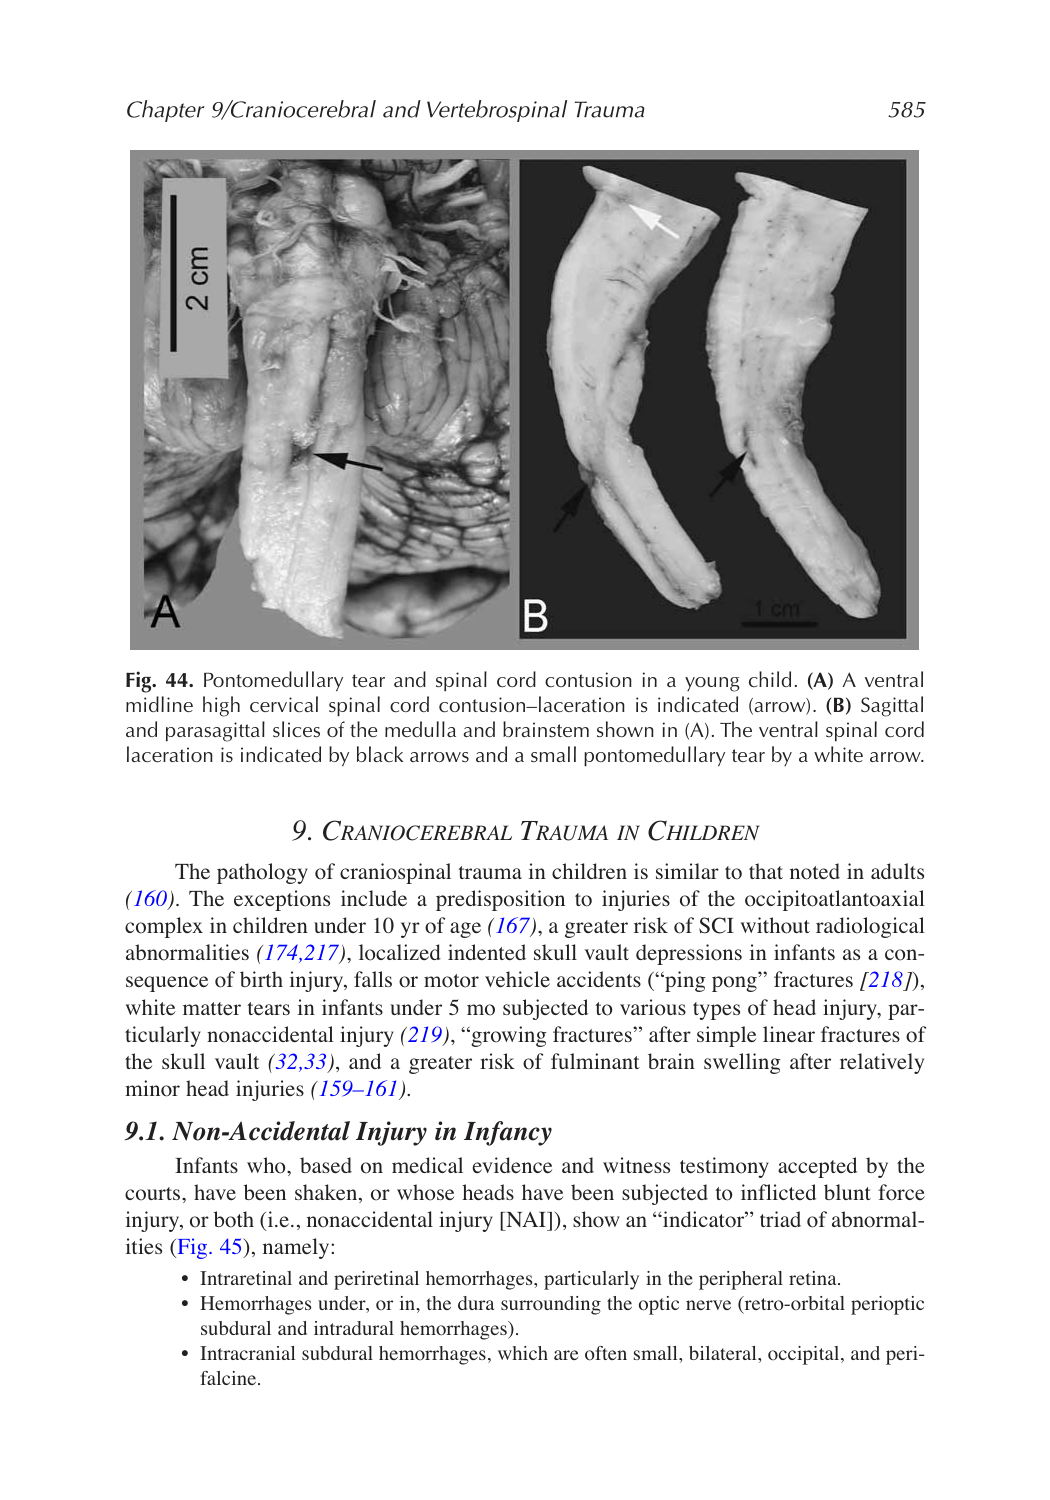 Chapter 9/Craniocerebral and Vertebrospinal Trauma 585
2 cm
A
B
1 cm
Fig. 44. Pontomedullary tear and spinal cord contusion in a young child. (A) A ventral
midline high cervical spinal cord contusion–laceration is indicated (arrow). (B) Sagittal
and parasagittal slices of the medulla and brainstem shown in (A). The ventral spinal cord
laceration is indicated by black arrows and a small pontomedullary tear by a white arrow.
9. CRANIOCEREBRAL TRAUMA IN CHILDREN
The pathology of craniospinal trauma in children is similar to that noted in adults
(160). The exceptions include a predisposition to injuries of the occipitoatlantoaxial
complex in children under 10 yr of age (167), a greater risk of SCI without radiological
abnormalities (174,217), localized indented skull vault depressions in infants as a con-
sequence of birth injury, falls or motor vehicle accidents (“ping pong” fractures [218]),
white matter tears in infants under 5 mo subjected to various types of head injury, par-
ticularly nonaccidental injury (219), “growing fractures” after simple linear fractures of
the skull vault (32,33), and a greater risk of fulminant brain swelling after relatively
minor head injuries (159–161).
9.1. Non-Accidental Injury in Infancy
Infants who, based on medical evidence and witness testimony accepted by the
courts, have been shaken, or whose heads have been subjected to inflicted blunt force
injury, or both (i.e., nonaccidental injury [NAI]), show an “indicator” triad of abnormal-
ities (Fig. 45), namely:
• Intraretinal and periretinal hemorrhages, particularly in the peripheral retina.
• Hemorrhages under, or in, the dura surrounding the optic nerve (retro-orbital perioptic
subdural and intradural hemorrhages).
• Intracranial subdural hemorrhages, which are often small, bilateral, occipital, and peri-
falcine.